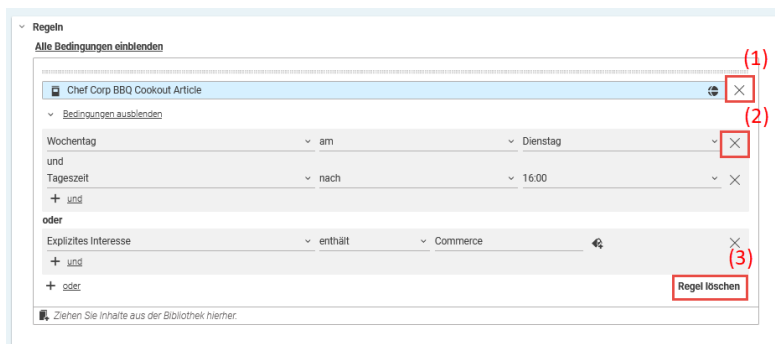 Regeln
Alle Bedingungen einblenden
(1)
Chef Corp BBQ Cookout Article
(2)
Bedingungen ausblenden
Wochentag am Dienstag
und
Tageszeit nach 16:00
+ und
oder
Explizites Interesse enthält Commerce
(3)
+ und
+ oder Regel löschen
Ziehen Sie Inhalte aus der Bibliothek hierher.